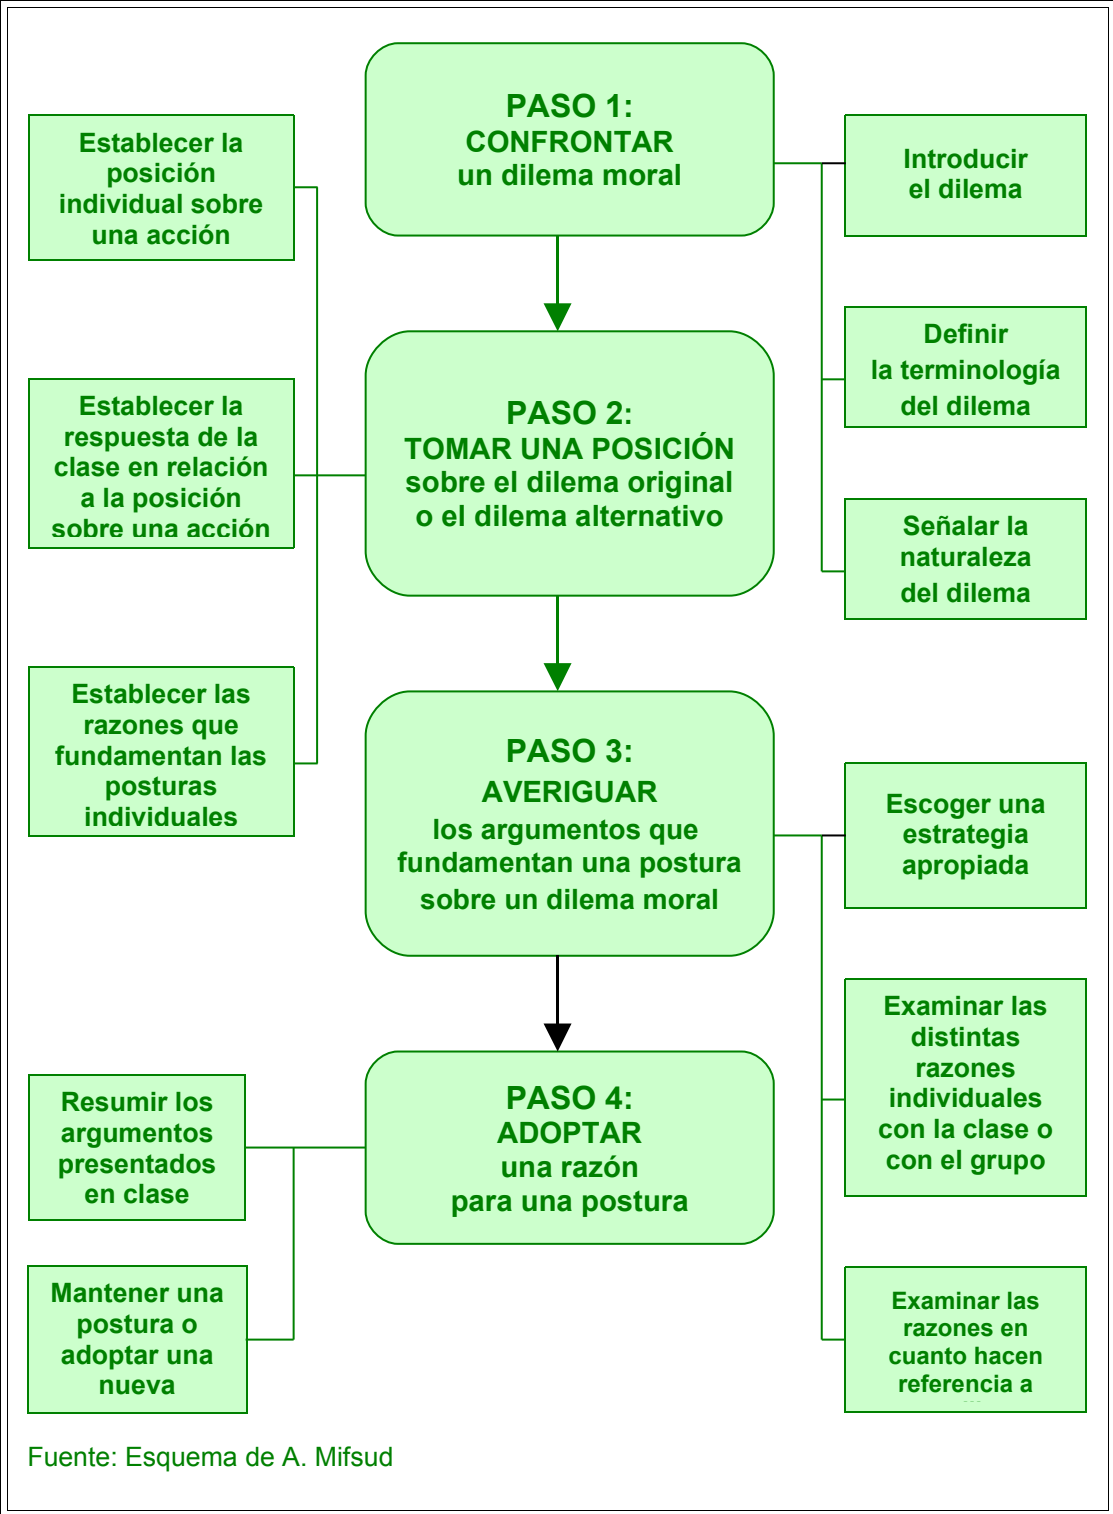 PASO 1:
CONFRONTAR
un dilema moral
Introducir
el dilema
Definir
la terminología
del dilema
Señalar la
naturaleza
del dilema
PASO 2:
TOMAR UNA POSICIÓN
sobre el dilema original
o el dilema alternativo
Establecer la
posición
individual sobre
una acción
Establecer la
respuesta de la
clase en relación
a la posición
sobre una acción
Establecer las
razones que
fundamentan las
posturas
individuales
PASO 3:
AVERIGUAR
los argumentos que
fundamentan una postura
sobre un dilema moral
Escoger una
estrategia
apropiada
Examinar las
distintas
razones
individuales
con la clase o
con el grupo
Examinar las
razones en
cuanto hacen
referencia a
PASO 4:
ADOPTAR
una razón
para una postura
Resumir los
argumentos
presentados
en clase
Mantener una
postura o
adoptar una
nueva
Fuente: Esquema de A. Mifsud